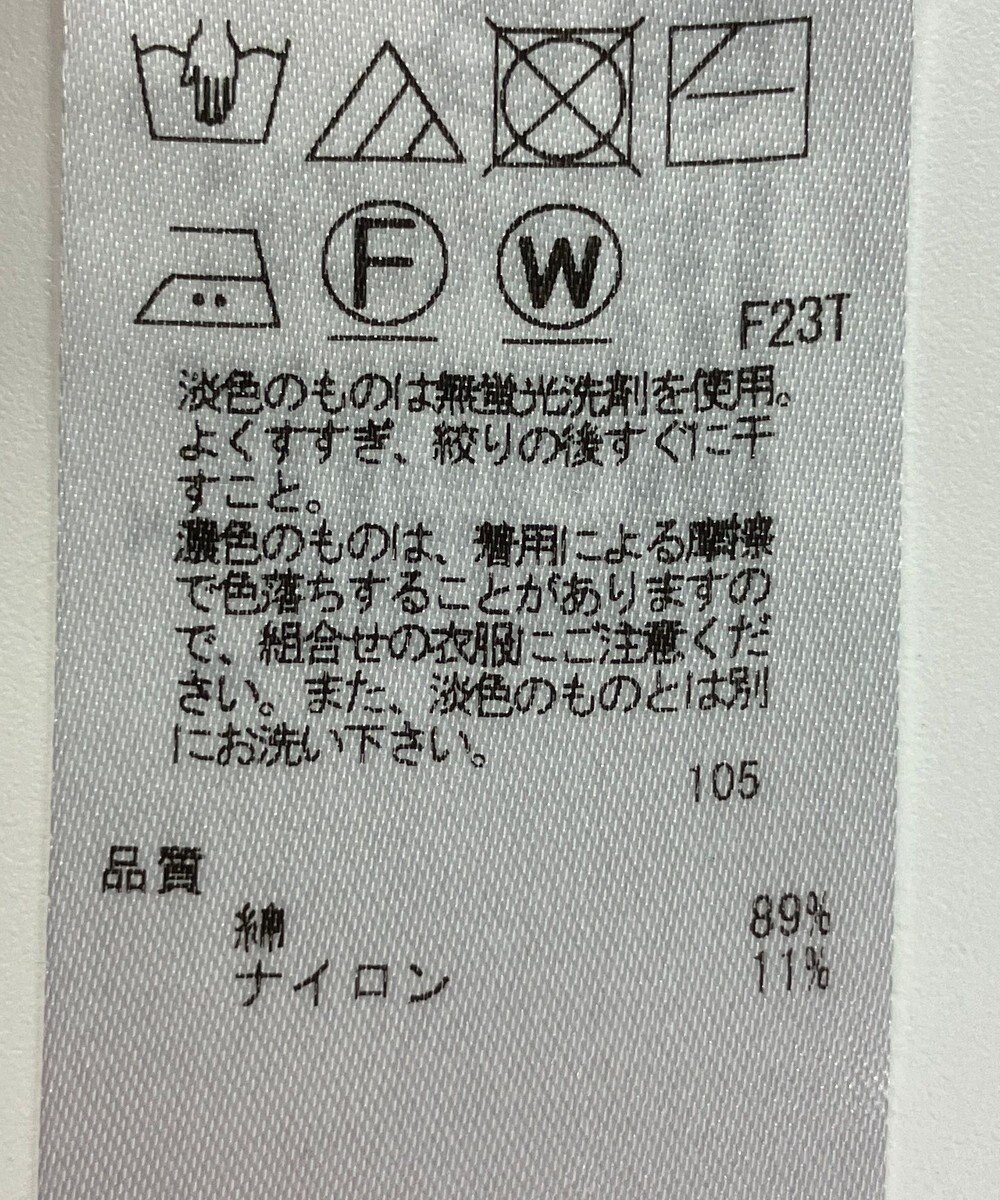 F
W
F23T
淡色のものは無蛍光洗剤を使用。
よくすすぎ、絞りの後すぐに干
すこと。
濃色のものは、着用による摩擦
で色落ちすることがありますの
で、組合せの衣服にご注意くだ
さい。また、淡色のものとは別
にお洗い下さい。
105
品質
綿 89%
ナイロン 11%